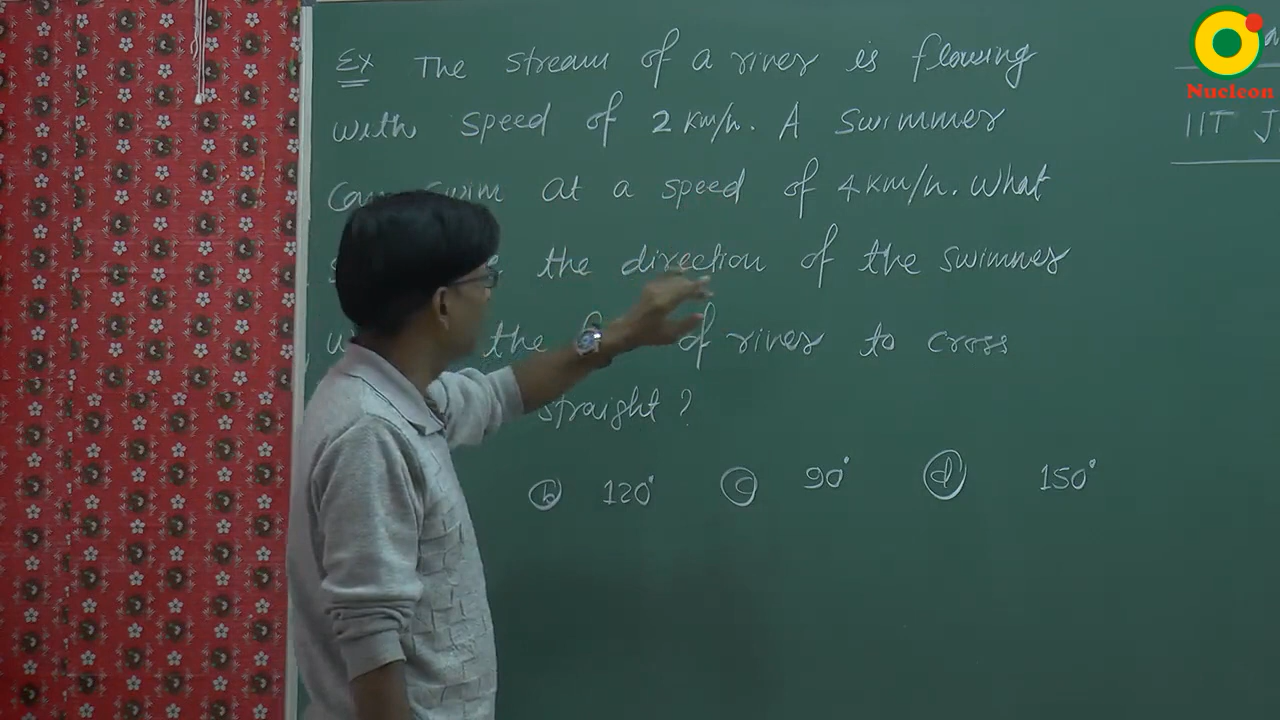 Ex The stream of a river is flowing
with speed of 2 km/h. A swimmer
swim at a speed of 4 km/h. What
the direction of the swimmer
the of river to cross
straight ?
(b) 120° (c) 90° (d) 150°
Nucleon
IIT J